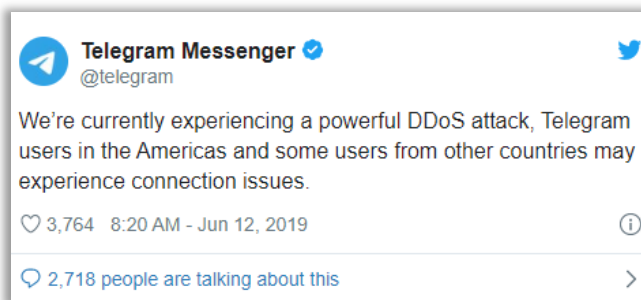 Telegram Messenger
@telegram
We’re currently experiencing a powerful DDoS attack, Telegram
users in the Americas and some users from other countries may
experience connection issues.
3,764 8:20 AM - Jun 12, 2019
2,718 people are talking about this